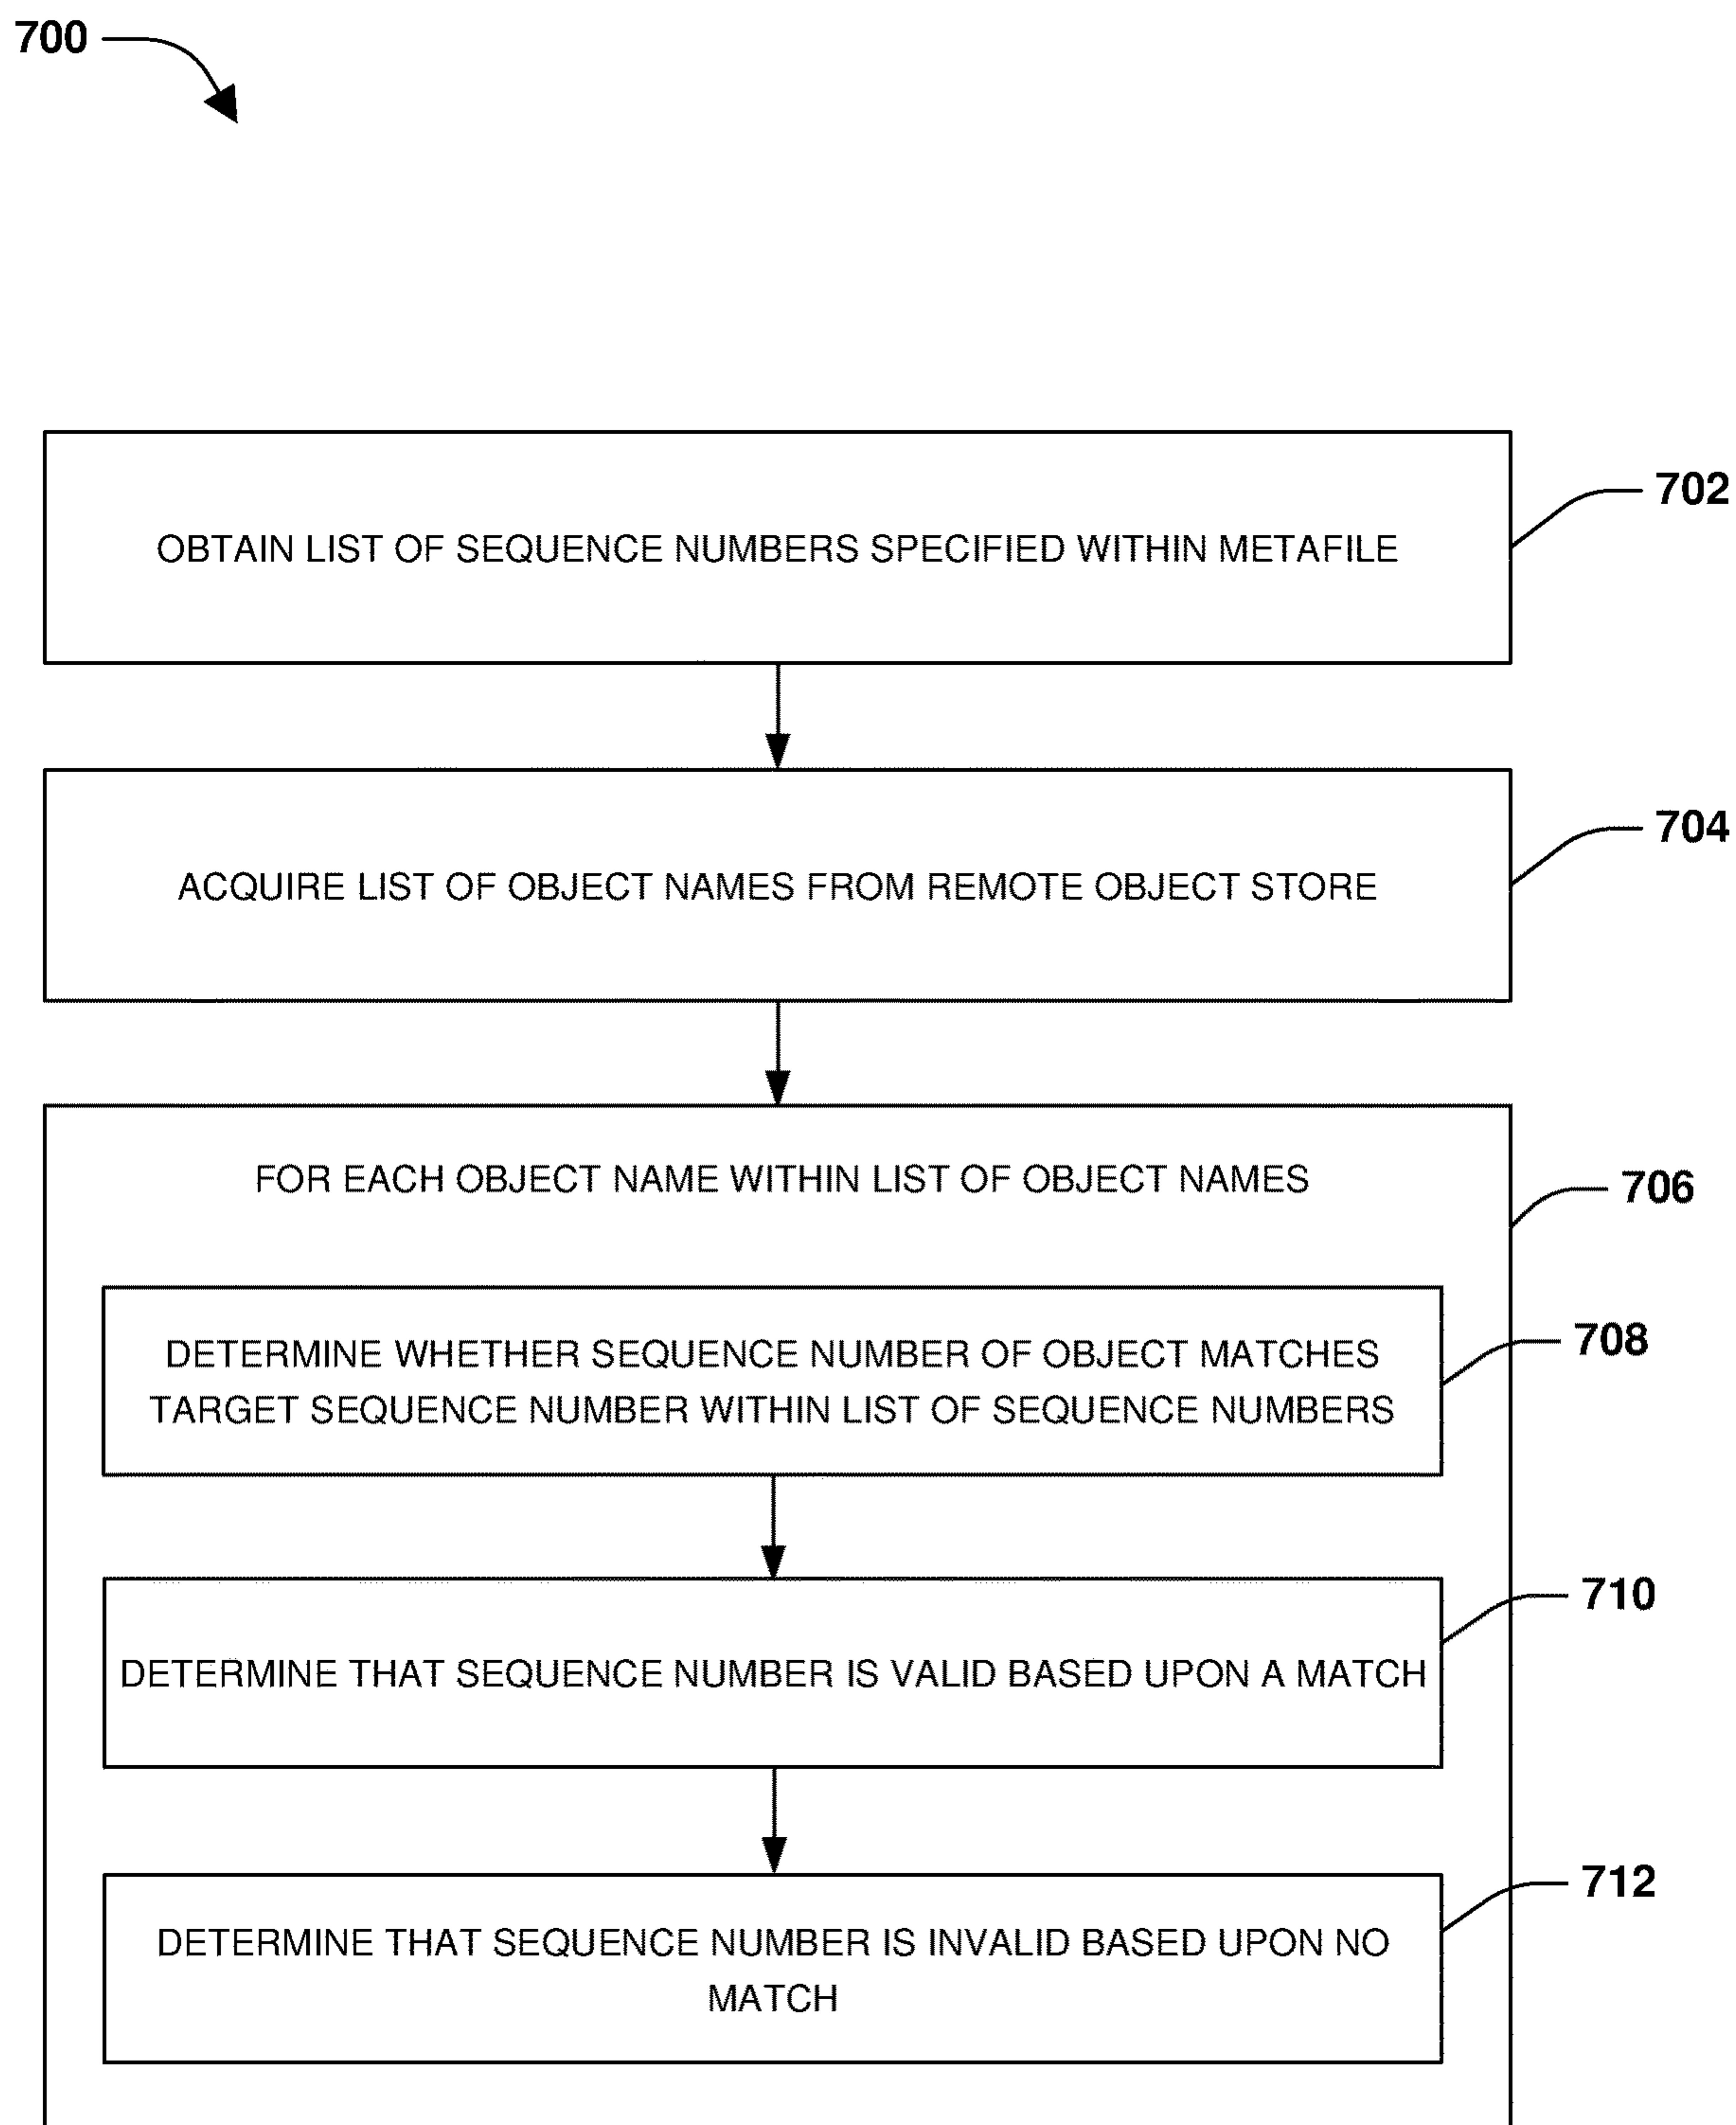 700
OBTAIN LIST OF SEQUENCE NUMBERS SPECIFIED WITHIN METAFILE
702
ACQUIRE LIST OF OBJECT NAMES FROM REMOTE OBJECT STORE
704
FOR EACH OBJECT NAME WITHIN LIST OF OBJECT NAMES
706
DETERMINE WHETHER SEQUENCE NUMBER OF OBJECT MATCHES
TARGET SEQUENCE NUMBER WITHIN LIST OF SEQUENCE NUMBERS
708
DETERMINE THAT SEQUENCE NUMBER IS VALID BASED UPON A MATCH
710
DETERMINE THAT SEQUENCE NUMBER IS INVALID BASED UPON NO
MATCH
712